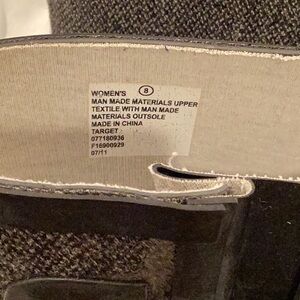 WOMEN'S 8
MAN MADE MATERIALS UPPER
TEXTILE WITH MAN MADE
MATERIALS OUTSOLE
MADE IN CHINA
TARGET
077180936
F16900929
07/11